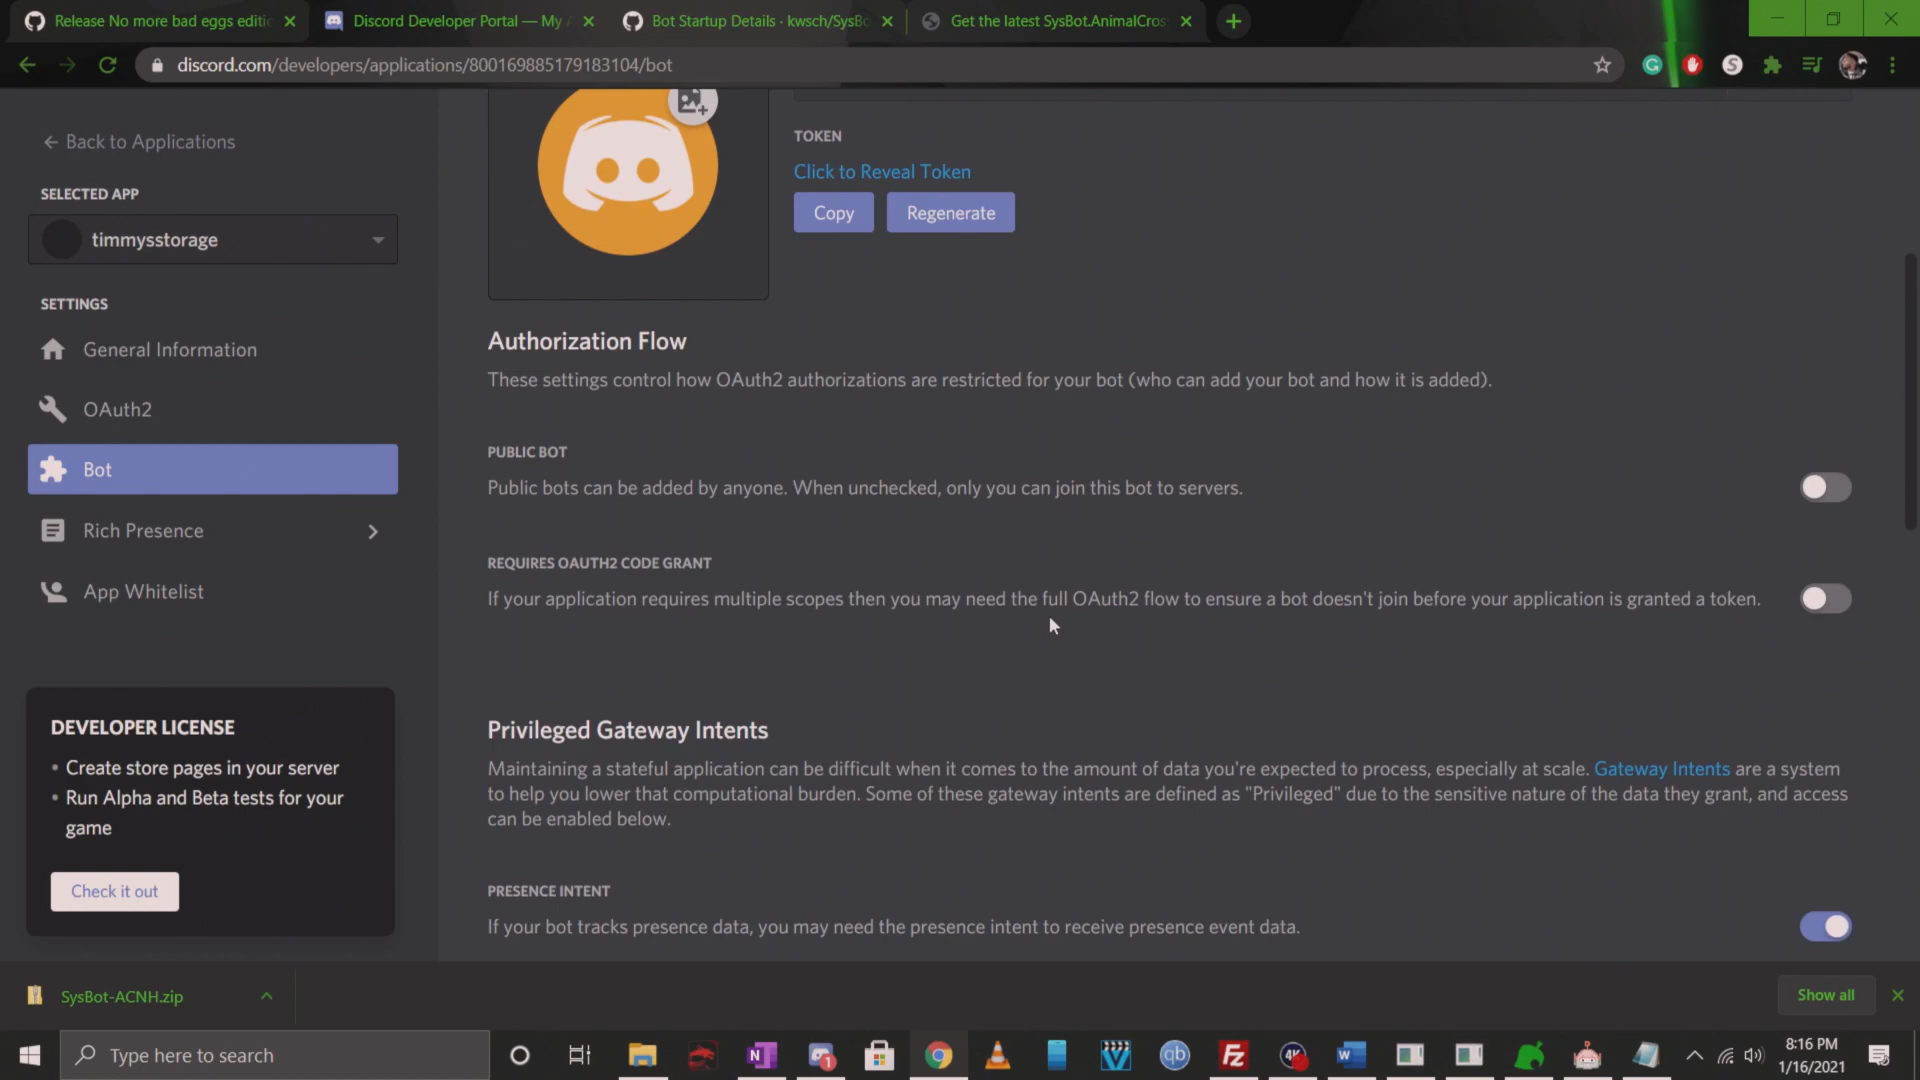 Release No more bad eggs editi
Discord Developer Portal — My A
Bot Startup Details · kwsch/SysBo
Get the latest SysBot.AnimalCros
discord.com/developers/applications/800169885179183104/bot
← Back to Applications
SELECTED APP
timmysstorage
SETTINGS
General Information
OAuth2
Bot
Rich Presence
App Whitelist
DEVELOPER LICENSE
• Create store pages in your server
• Run Alpha and Beta tests for your
game
Check it out
TOKEN
Click to Reveal Token
Copy
Regenerate
Authorization Flow
These settings control how OAuth2 authorizations are restricted for your bot (who can add your bot and how it is added).
PUBLIC BOT
Public bots can be added by anyone. When unchecked, only you can join this bot to servers.
REQUIRES OAUTH2 CODE GRANT
If your application requires multiple scopes then you may need the full OAuth2 flow to ensure a bot doesn't join before your application is granted a token.
Privileged Gateway Intents
Maintaining a stateful application can be difficult when it comes to the amount of data you're expected to process, especially at scale. Gateway Intents are a system
to help you lower that computational burden. Some of these gateway intents are defined as "Privileged" due to the sensitive nature of the data they grant, and access
can be enabled below.
PRESENCE INTENT
If your bot tracks presence data, you may need the presence intent to receive presence event data.
SysBot-ACNH.zip
Show all
Type here to search
8:16 PM
1/16/2021